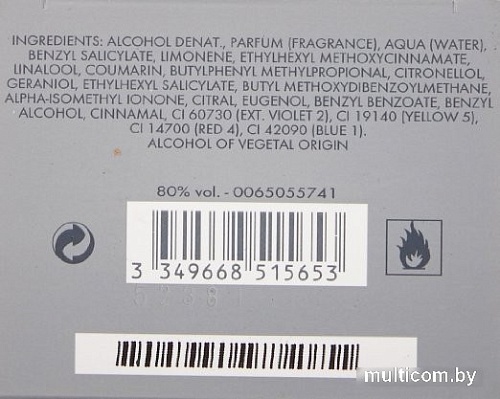 INGREDIENTS: ALCOHOL DENAT., PARFUM (FRAGRANCE), AQUA (WATER),
BENZYL SALICYLATE, LIMONENE, ETHYLHEXYL METHOXYCINNAMATE,
LINALOOL, COUMARIN, BUTYLPHENYL METHYLPROPIONAL, CITRONELLOL,
GERANIOL, ETHYLHEXYL SALICYLATE, BUTYL METHOXYDIBENZOYLMETHANE,
ALPHA-ISOMETHYL IONONE, CITRAL, EUGENOL, BENZYL BENZOATE, BENZYL
ALCOHOL, CINNAMAL, CI 60730 (EXT. VIOLET 2), CI 19140 (YELLOW 5),
CI 14700 (RED 4), CI 42090 (BLUE 1).
ALCOHOL OF VEGETAL ORIGIN
80% vol. - 0065055741
3 349668 515653
multicom.by